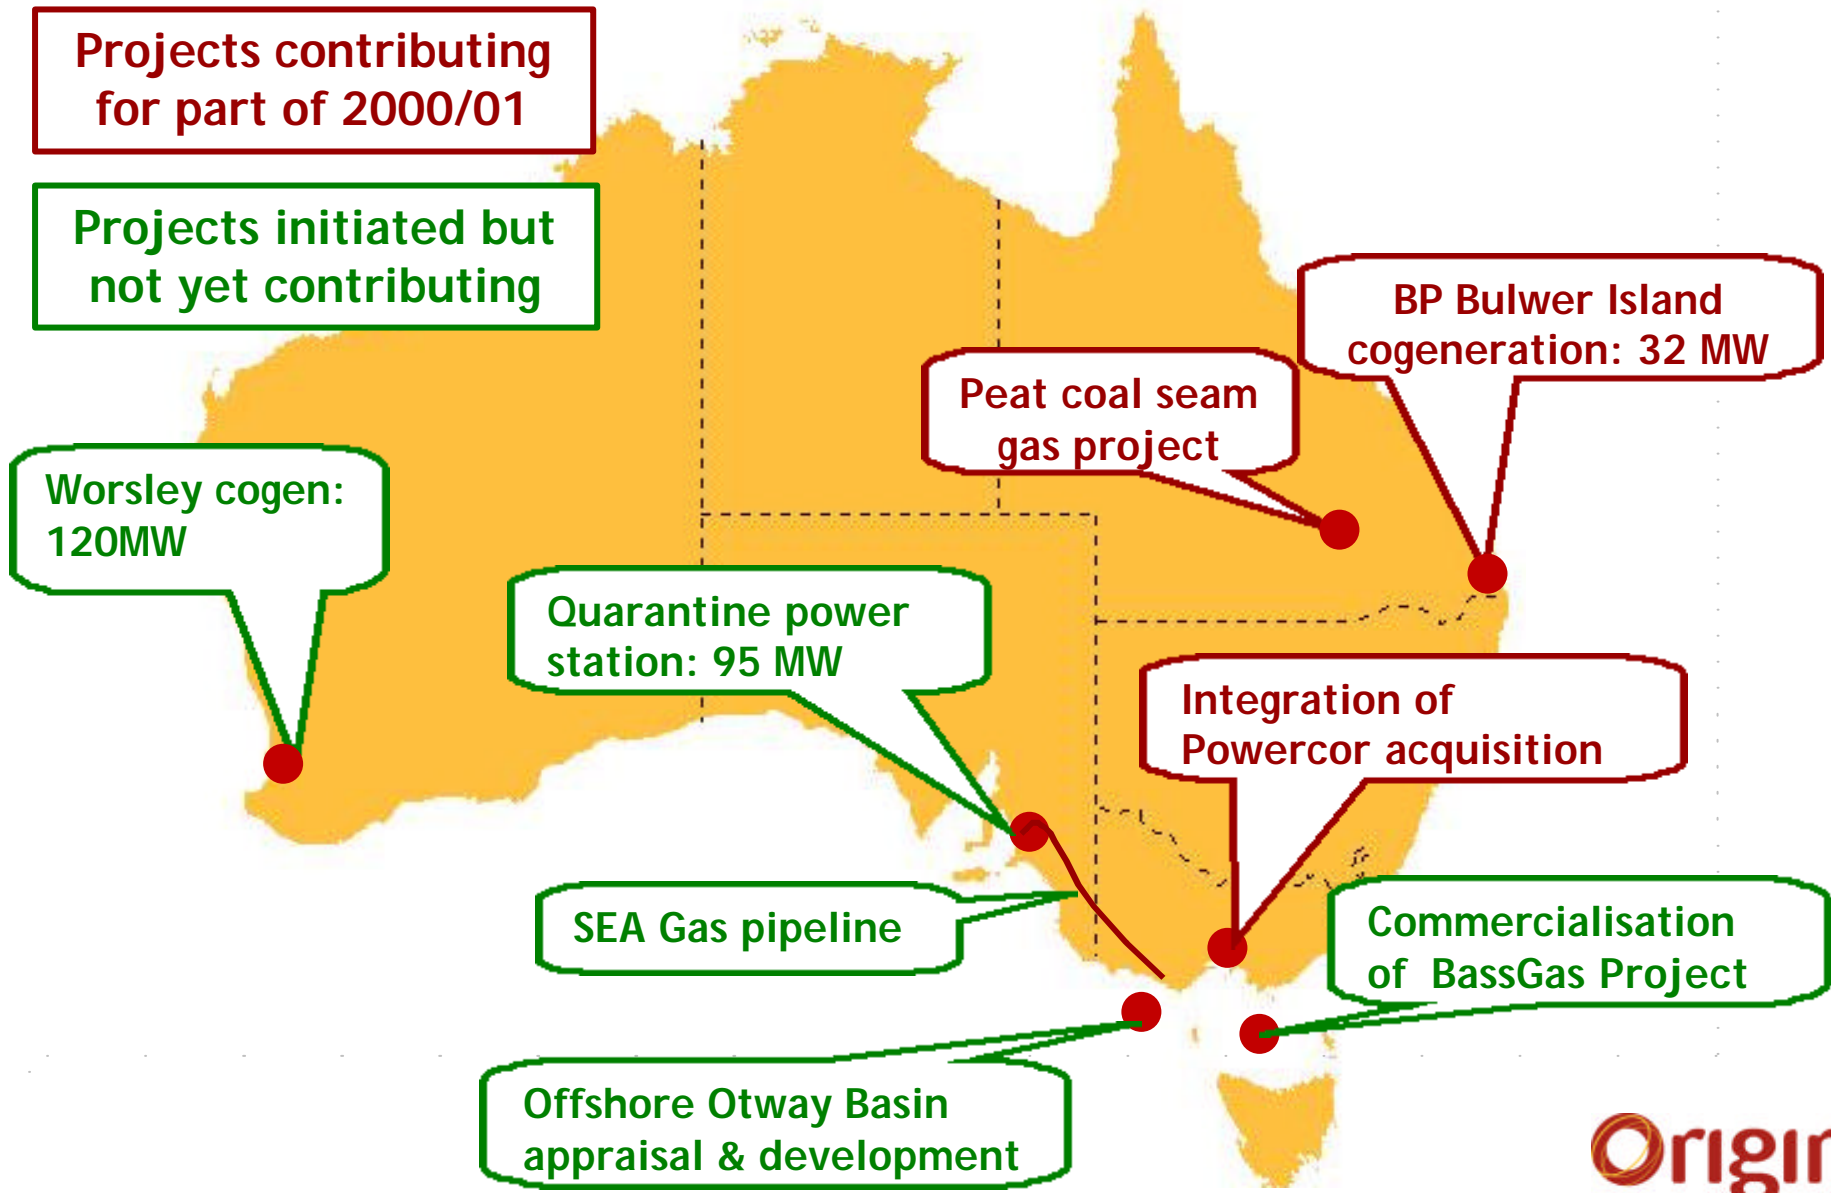 Projects contributing
for part of 2000/01
Projects initiated but
not yet contributing
BP Bulwer Island
cogeneration: 32 MW
Peat coal seam
gas project
Worsley cogen:
120MW
Quarantine power
station: 95 MW
Integration of
Powercor acquisition
SEA Gas pipeline
Commercialisation
of BassGas Project
Offshore Otway Basin
appraisal & development
Origin